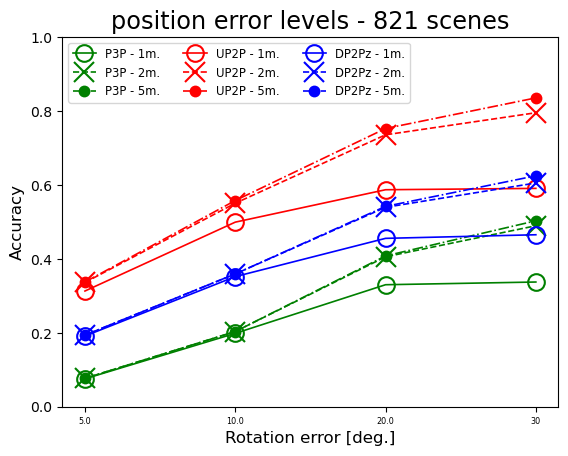 position error levels - 821 scenes
P3P - 1m. UP2P - 1m. DP2Pz - 1m.
P3P - 2m. UP2P - 2m. DP2Pz - 2m.
P3P - 5m. UP2P - 5m. DP2Pz - 5m.
1.0
0.8
0.6
0.4
0.2
0.0
Accuracy
5.0 10.0 20.0 30
Rotation error [deg.]